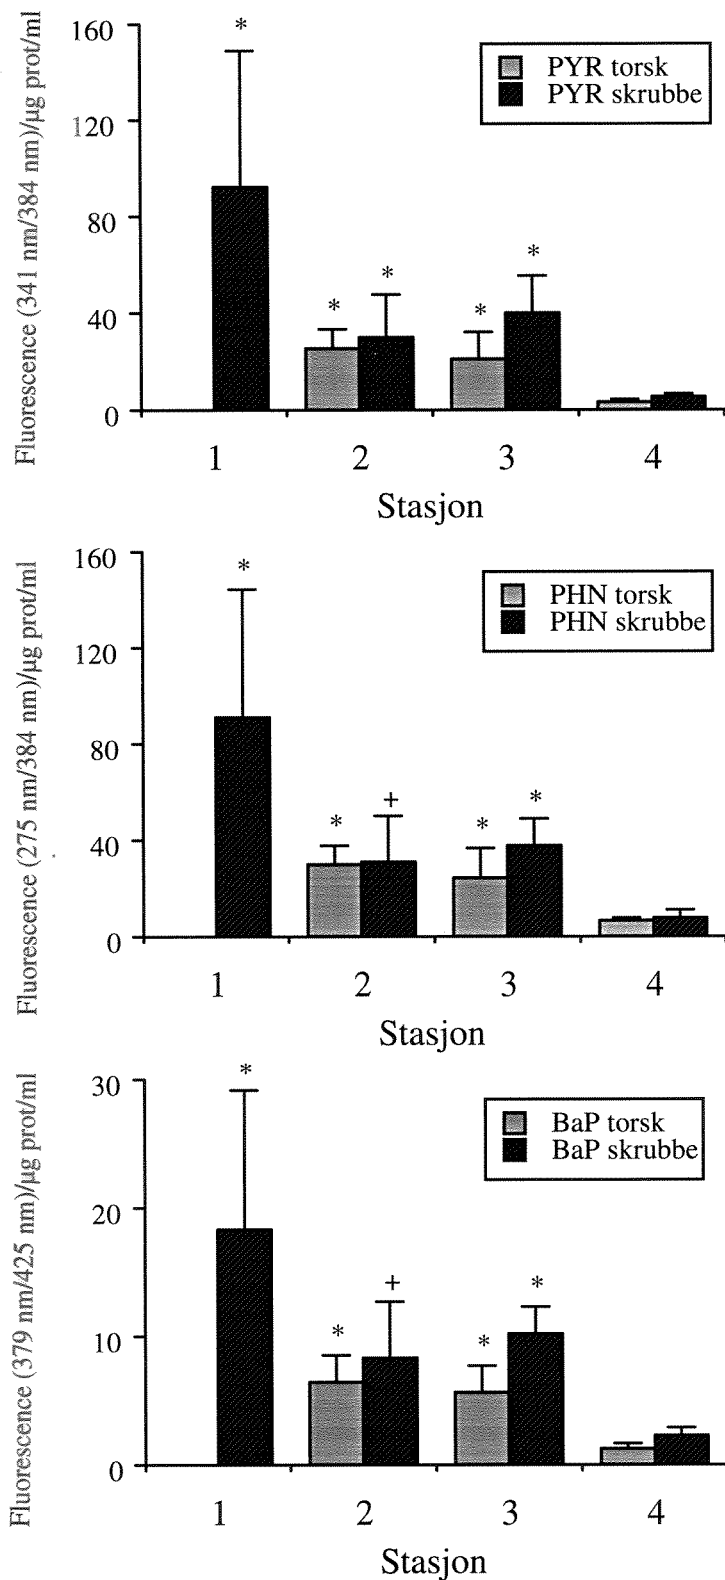 Fluorescence (341 nm/384 nm)/µg prot/ml
160
120
80
40
0
PYR torsk
PYR skrubbe
*
* *
* *
1 2 3 4
Stasjon
Fluorescence (275 nm/384 nm)/µg prot/ml
160
120
80
40
0
PHN torsk
PHN skrubbe
*
* +
* *
1 2 3 4
Stasjon
Fluorescence (379 nm/425 nm)/µg prot/ml
30
20
10
0
BaP torsk
BaP skrubbe
*
* +
* *
1 2 3 4
Stasjon